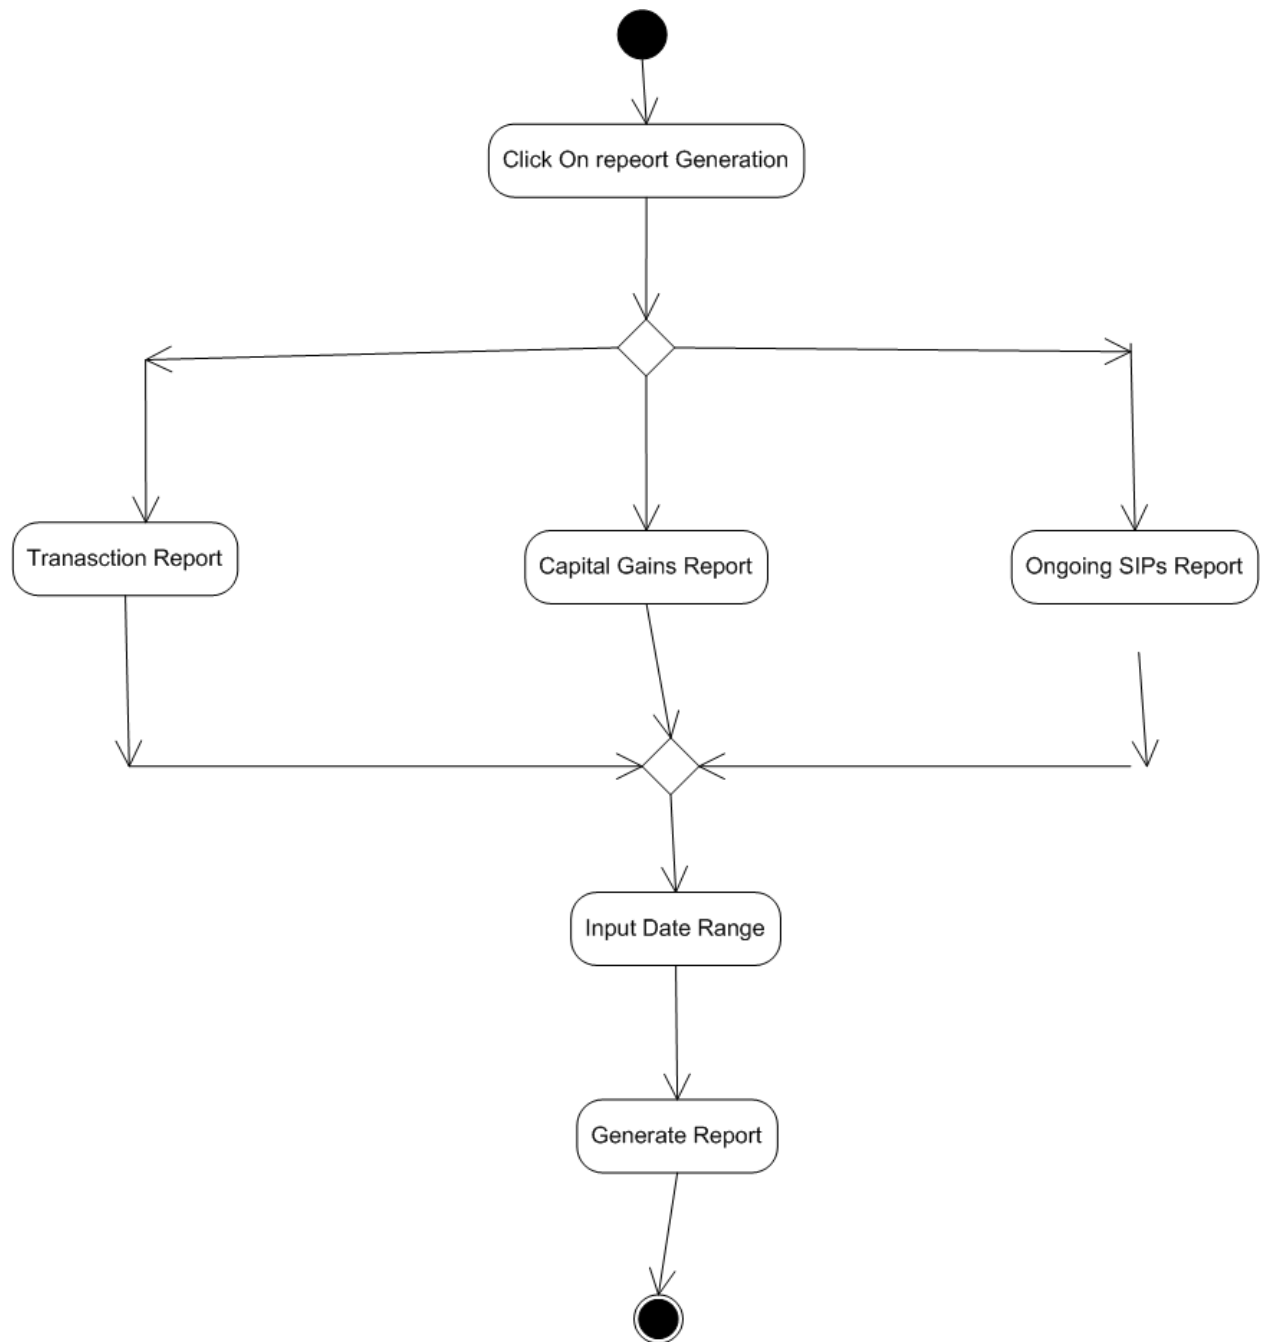 Click On repeort Generation
Tranasction Report
Capital Gains Report
Ongoing SIPs Report
Input Date Range
Generate Report